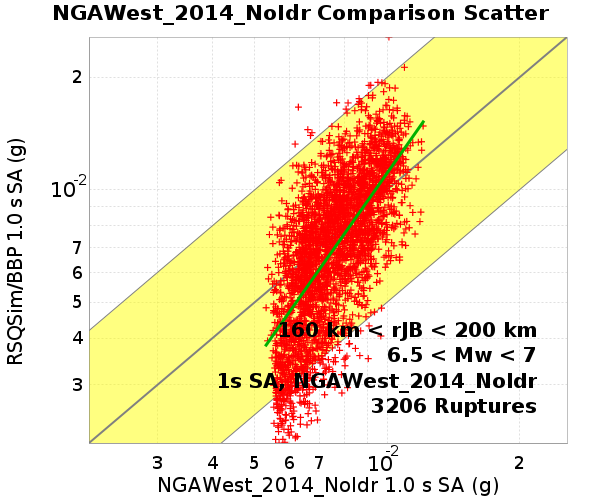 NGAWest_2014_NoIdr Comparison Scatter
RSQSim/BBP 1.0 s SA (g)
2
10-2
7
6
5
4
3
160 km < rJB < 200 km
6.5 < Mw < 7
1s SA, NGAWest_2014_NoIdr
3206 Ruptures
3 4 5 6 7 10-2 2
NGAWest_2014_NoIdr 1.0 s SA (g)